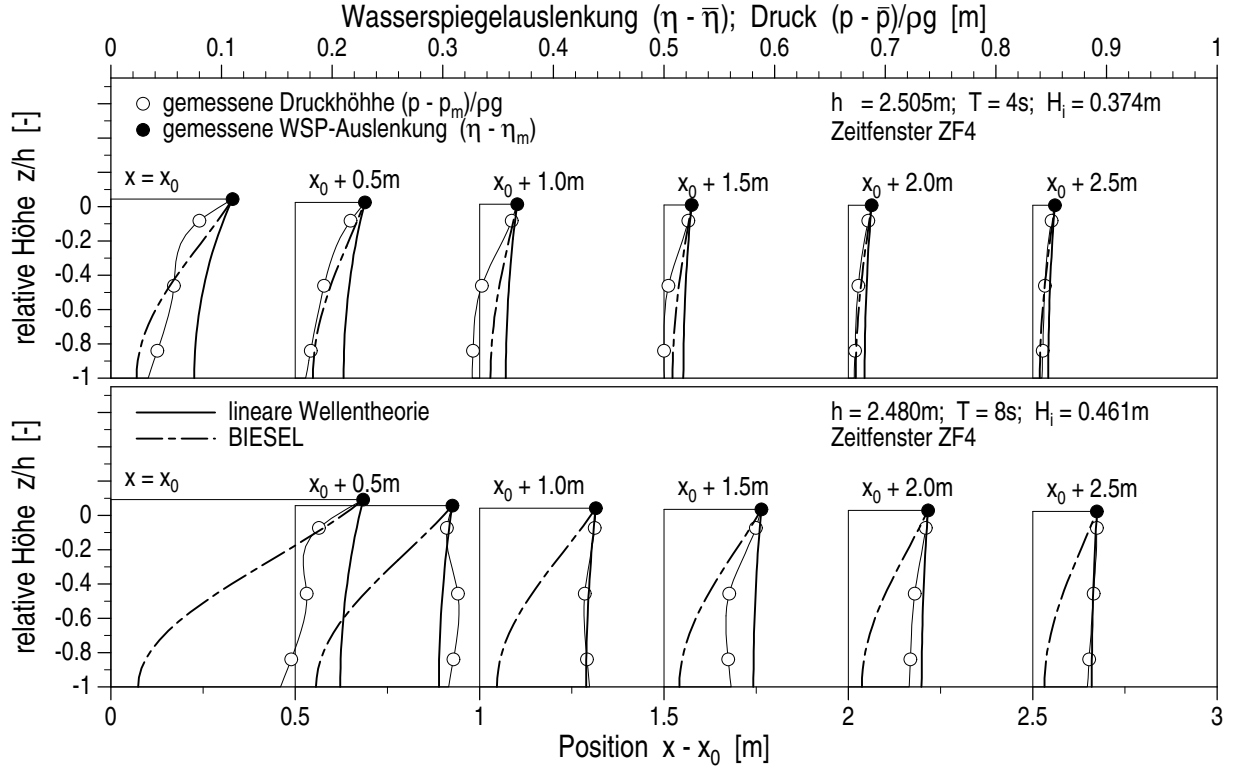 Wasserspiegelauslenkung (η - η̅); Druck (p - p̅)/ρg [m]
0 0.1 0.2 0.3 0.4 0.5 0.6 0.7 0.8 0.9 1
gemessene Druckhöhhe (p - pₘ)/ρg
h = 2.505m; T = 4s; Hᵢ = 0.374m
gemessene WSP-Auslenkung (η - ηₘ)
Zeitfenster ZF4
relative Höhe z/h [-]
x = x₀
x₀ + 0.5m
x₀ + 1.0m
x₀ + 1.5m
x₀ + 2.0m
x₀ + 2.5m
0
-0.2
-0.4
-0.6
-0.8
-1
lineare Wellentheorie
h = 2.480m; T = 8s; Hᵢ = 0.461m
BIESEL
Zeitfenster ZF4
relative Höhe z/h [-]
x = x₀
x₀ + 0.5m
x₀ + 1.0m
x₀ + 1.5m
x₀ + 2.0m
x₀ + 2.5m
0
-0.2
-0.4
-0.6
-0.8
-1
0 0.5 1 1.5 2 2.5 3
Position x - x₀ [m]